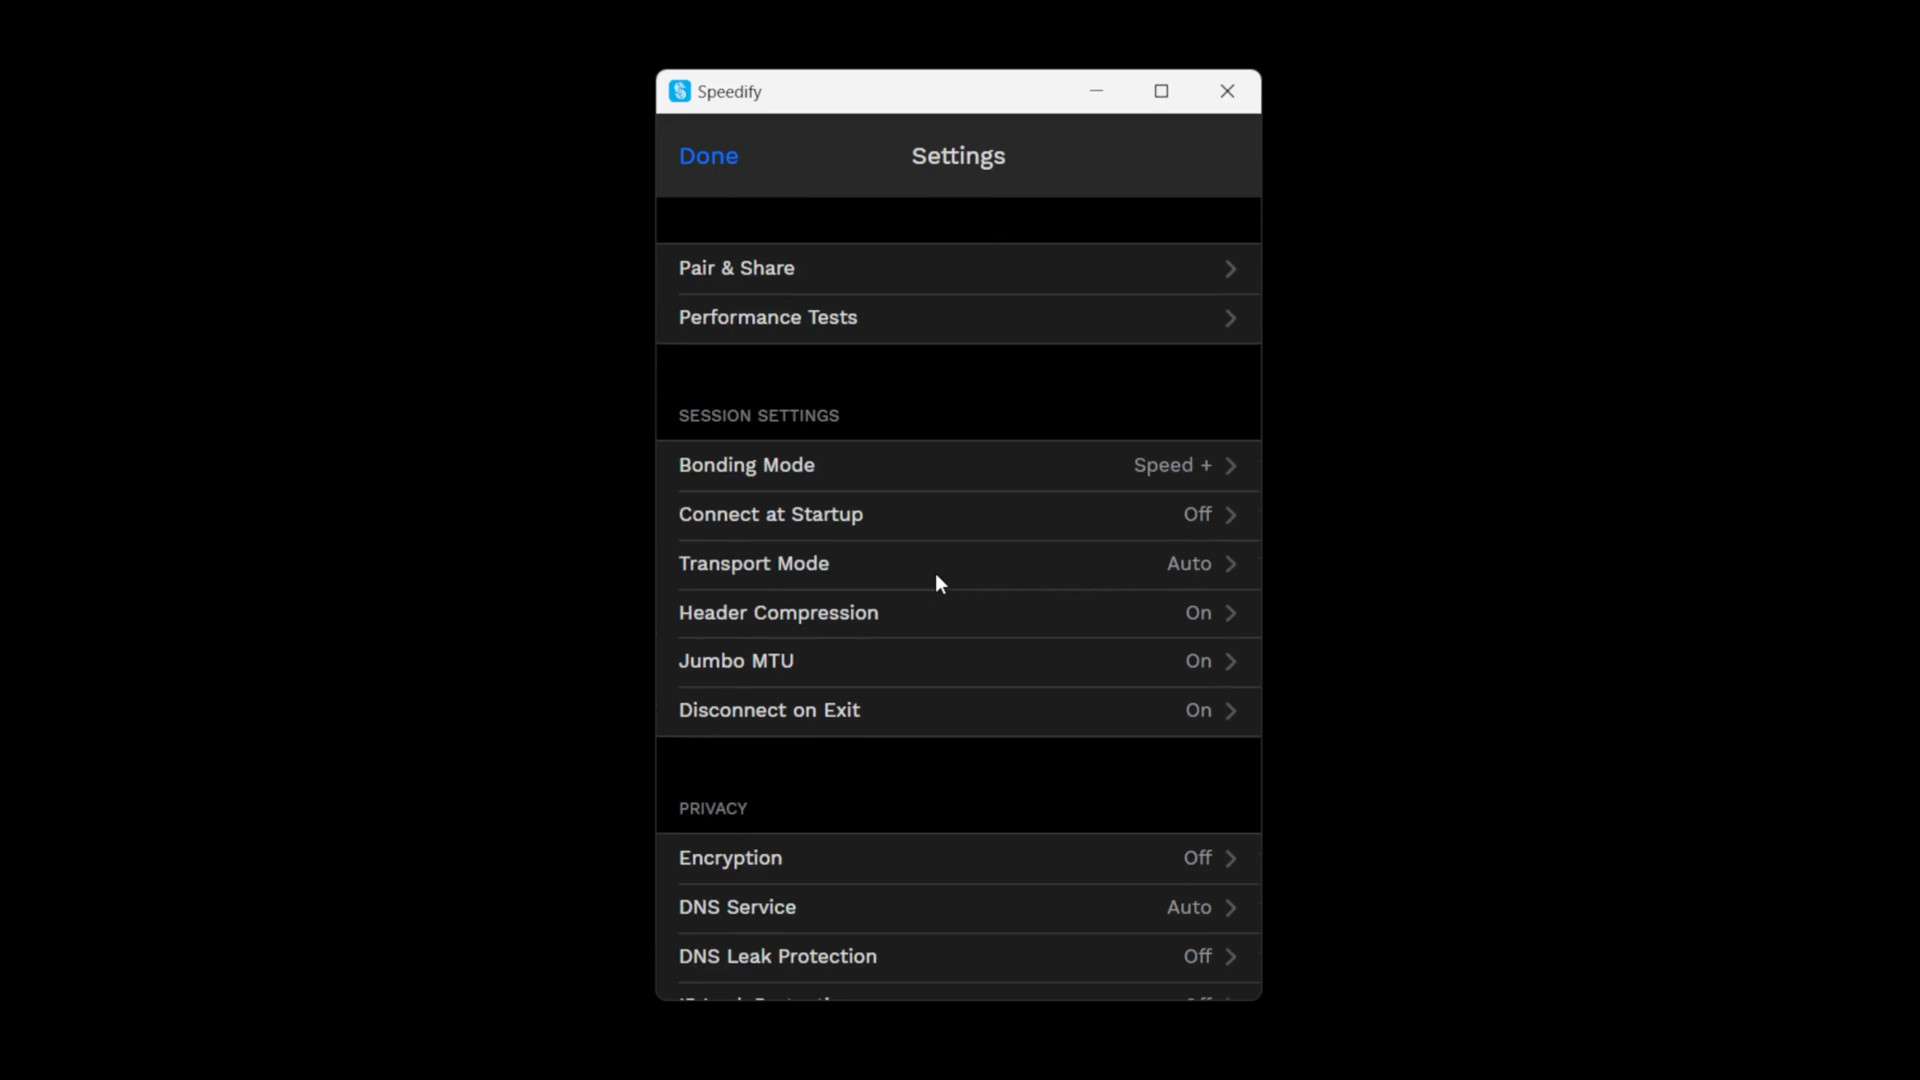 Speedify
Done
Settings
Pair & Share
Performance Tests
SESSION SETTINGS
Bonding Mode Speed +
Connect at Startup Off
Transport Mode Auto
Header Compression On
Jumbo MTU On
Disconnect on Exit On
PRIVACY
Encryption Off
DNS Service Auto
DNS Leak Protection Off